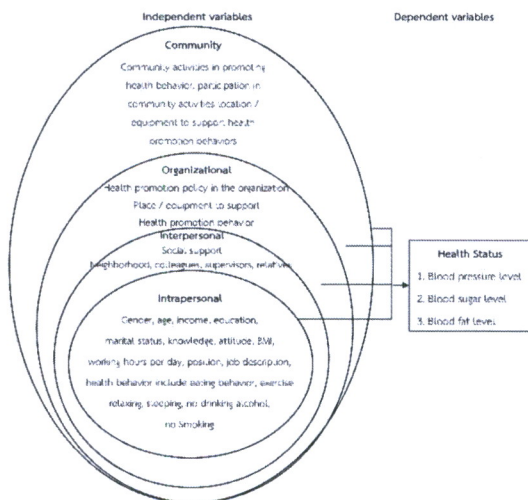 Independent variables
Dependent variables
Community
Community activities in promoting
health behavior, participation in
community activities location /
equipment to support health
promotion behaviors
Organizational
Health promotion policy in the organization
Place / equipment to support
Health promotion behavior
Interpersonal
Social support
Neighborhood, colleagues, supervisors, relatives
Intrapersonal
Gender, age, income, education,
marital status, knowledge, attitude, BMI,
working hours per day, position, job description,
health behavior include eating behavior, exercise
relaxing, sleeping, no drinking alcohol,
no Smoking
Health Status
1. Blood pressure level
2. Blood sugar level
3. Blood fat level